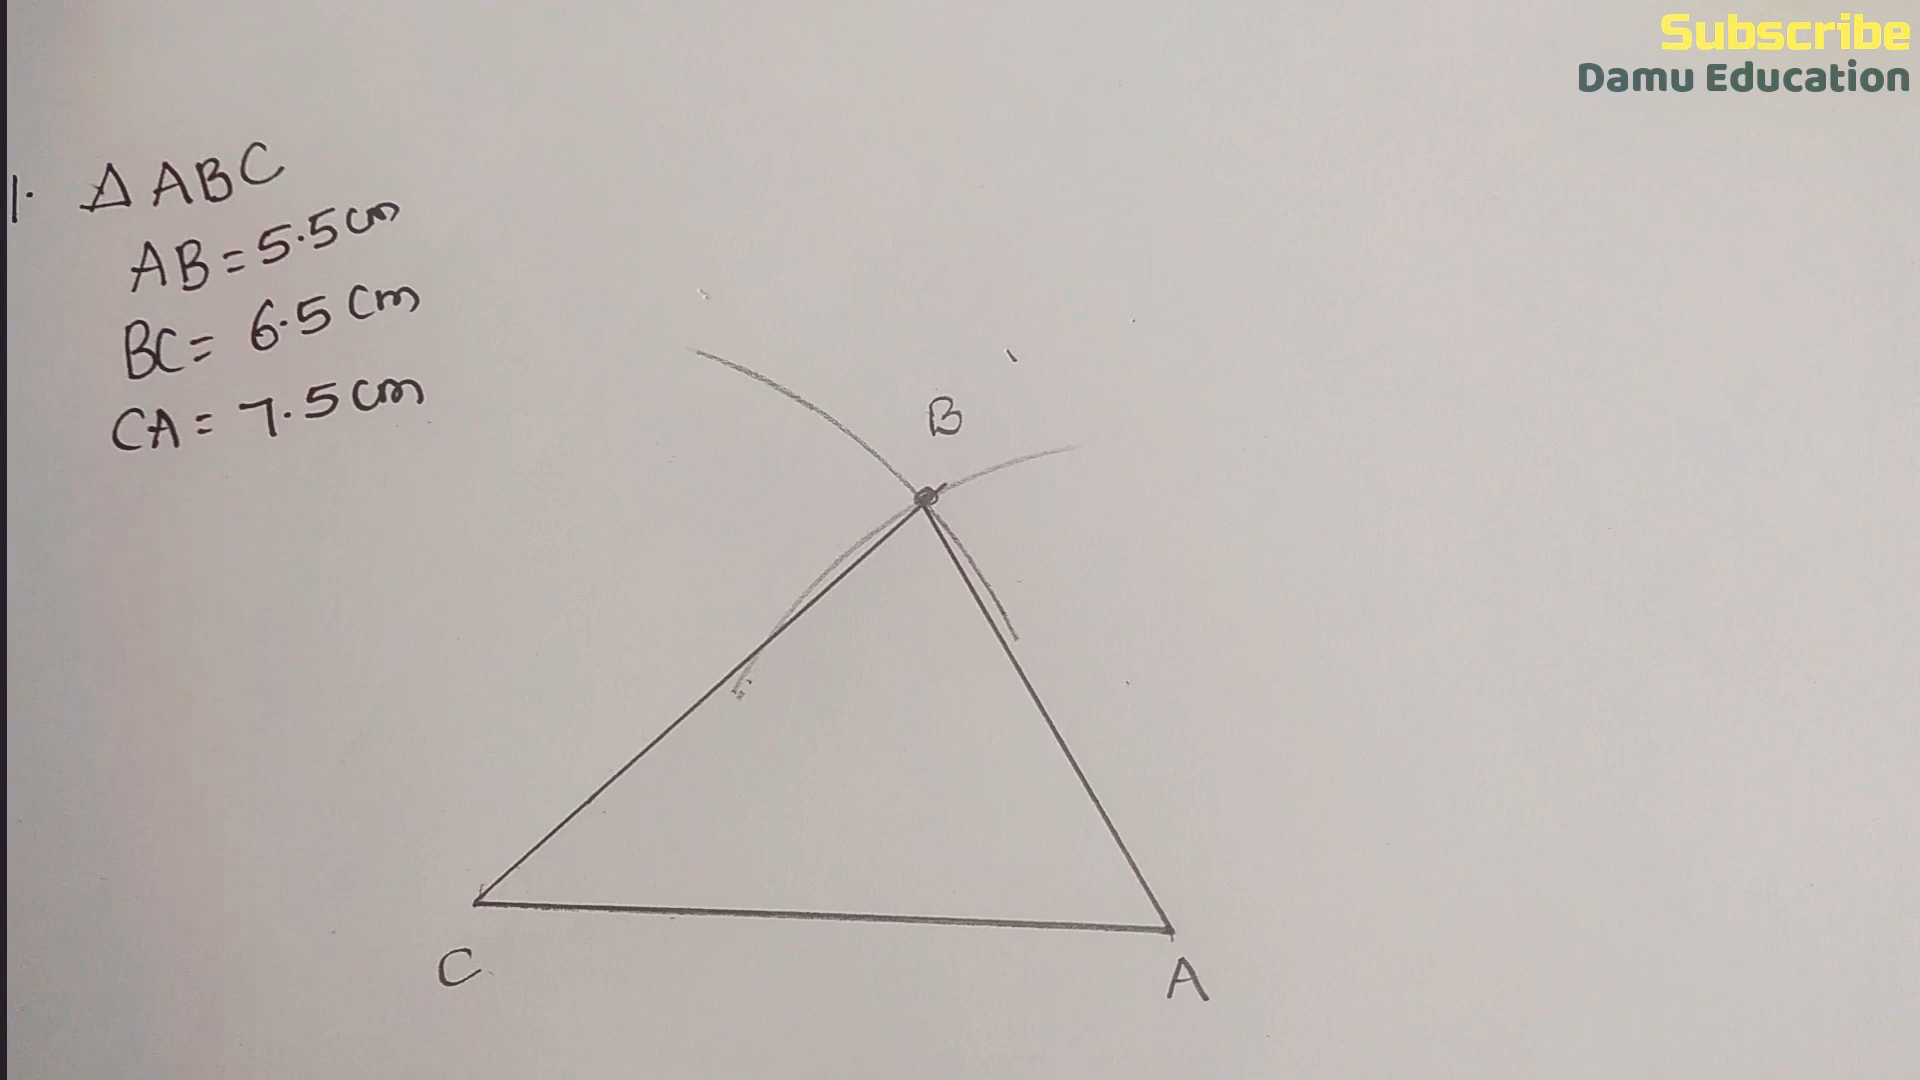 Subscribe
Damu Education
1. Δ ABC
AB = 5.5 cm
BC = 6.5 cm
CA = 7.5 cm
B
C
A